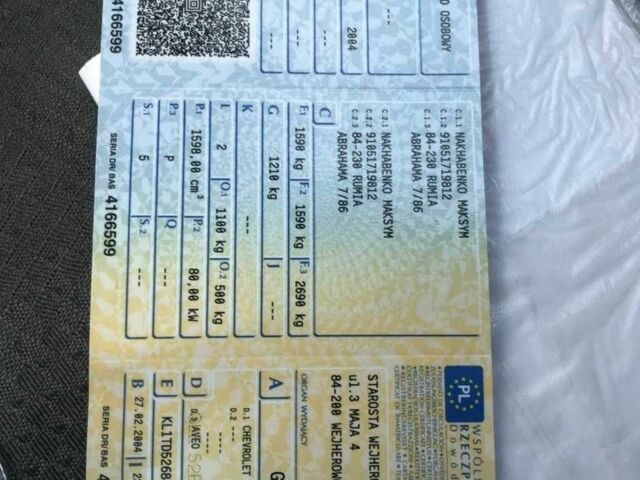 SERIA DR/BAS 4166599
4166599
S.1
5
S.2
---
P.3
P
Q
---
P.1
1598,00 cm³
P.2
80,00 kW
L
2
O.1
1100 kg
O.2
500 kg
K
---
G
1210 kg
J
---
F.1
1590 kg
F.2
1590 kg
F.3
2690 kg
C
C.2.1 NAKHABENKO MAKSYM
C.2.2 91051719812
C.2.3 84-230 RUMIA
ABRAHAMA 7/86
C.1.1 NAKHABENKO MAKSYM
C.1.2 91051719812
C.1.3 84-230 RUMIA
ABRAHAMA 7/86
OSOBOWY
2004
---
---
PL
WSPÓL
RZECZP
Dowód
STAROSTA WEJHEROW
ul.3 MAJA 4
84-200 WEJHEROW
ORGAN WYDAJĄCY
A
D.1 CHEVROLET
D.2 ---
D
D.3 AVEO
E
KL1TD526B
B 27.02.2004
SERIA DR/BAS